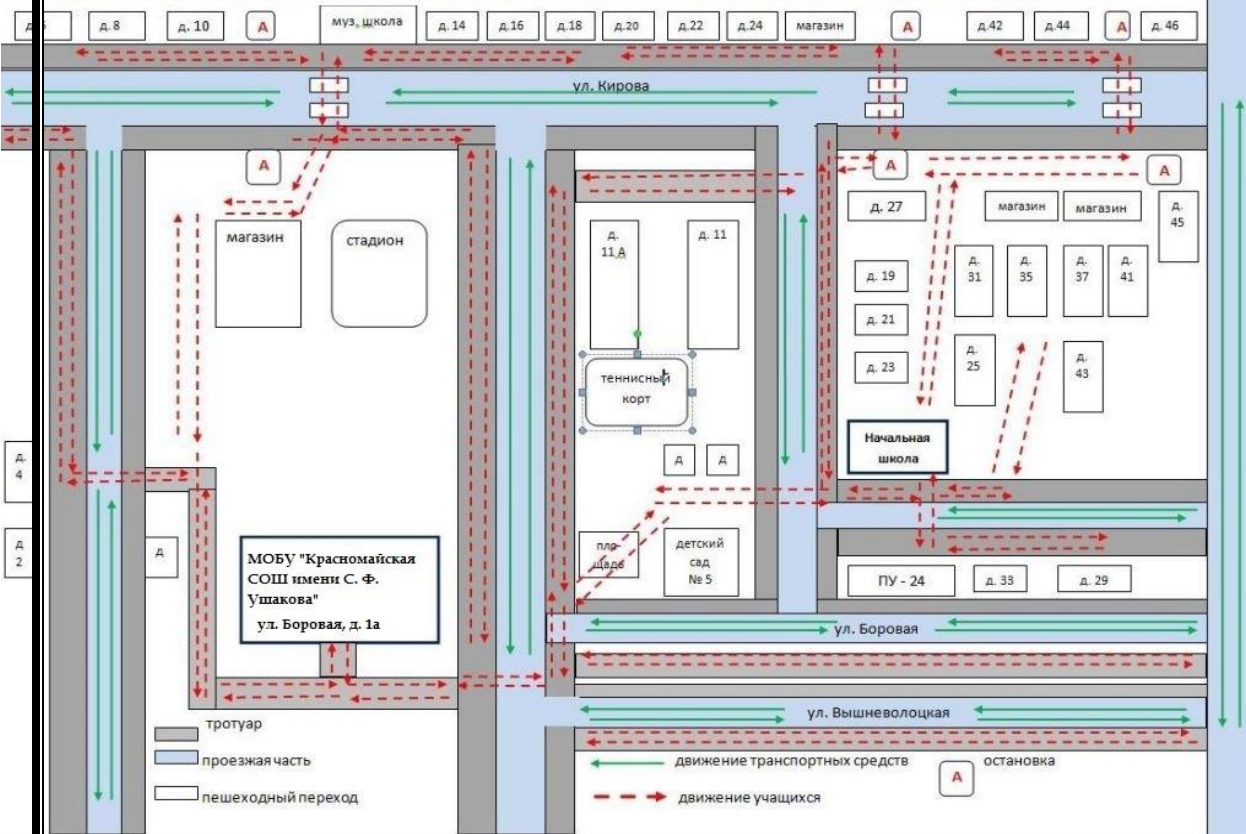 д. 8
д. 10
А
муз. школа
д. 14
д.16
д.18
д.20
д.22
д.24
магазин
А
д.42
д.44
А
д.46
ул. Кирова
А
А
А
д. 27
магазин
магазин
д.
45
магазин
стадион
д.
11 А
д. 11
д. 19
д.
31
д.
35
д.
37
д.
41
д. 21
д. 23
д.
25
д.
43
теннисный
корт
Начальная
школа
д.
4
д
д
д
2
д
МОБУ "Красномайская
СОШ имени С. Ф.
Ушакова"
ул. Боровая, д. 1а
пло-
щадь
детский
сад
№ 5
ПУ - 24
д. 33
д. 29
ул. Боровая
ул. Вышневолоцкая
тротуар
проезжая часть
пешеходный переход
движение транспортных средств
А
остановка
движение учащихся